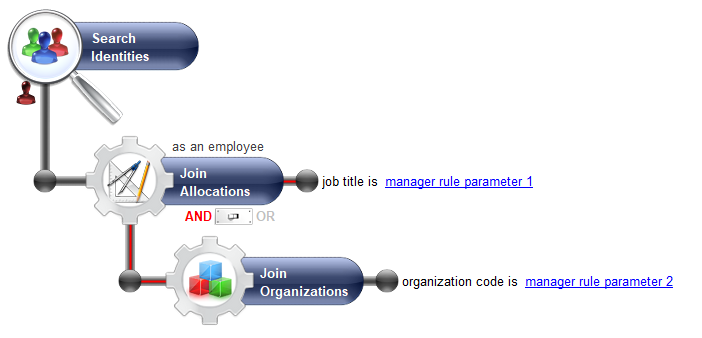 Search
Identities
as an employee
Join
Allocations
job title is manager rule parameter 1
AND OR
Join
Organizations
organization code is manager rule parameter 2